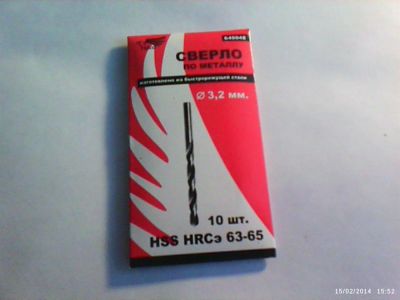 649048
СВЕРЛО
ПО МЕТАЛЛУ
изготовлено из быстрорежущей стали
Ø 3,2 мм.
10 шт.
HSS HRCэ 63-65
15/02/2014 15:52